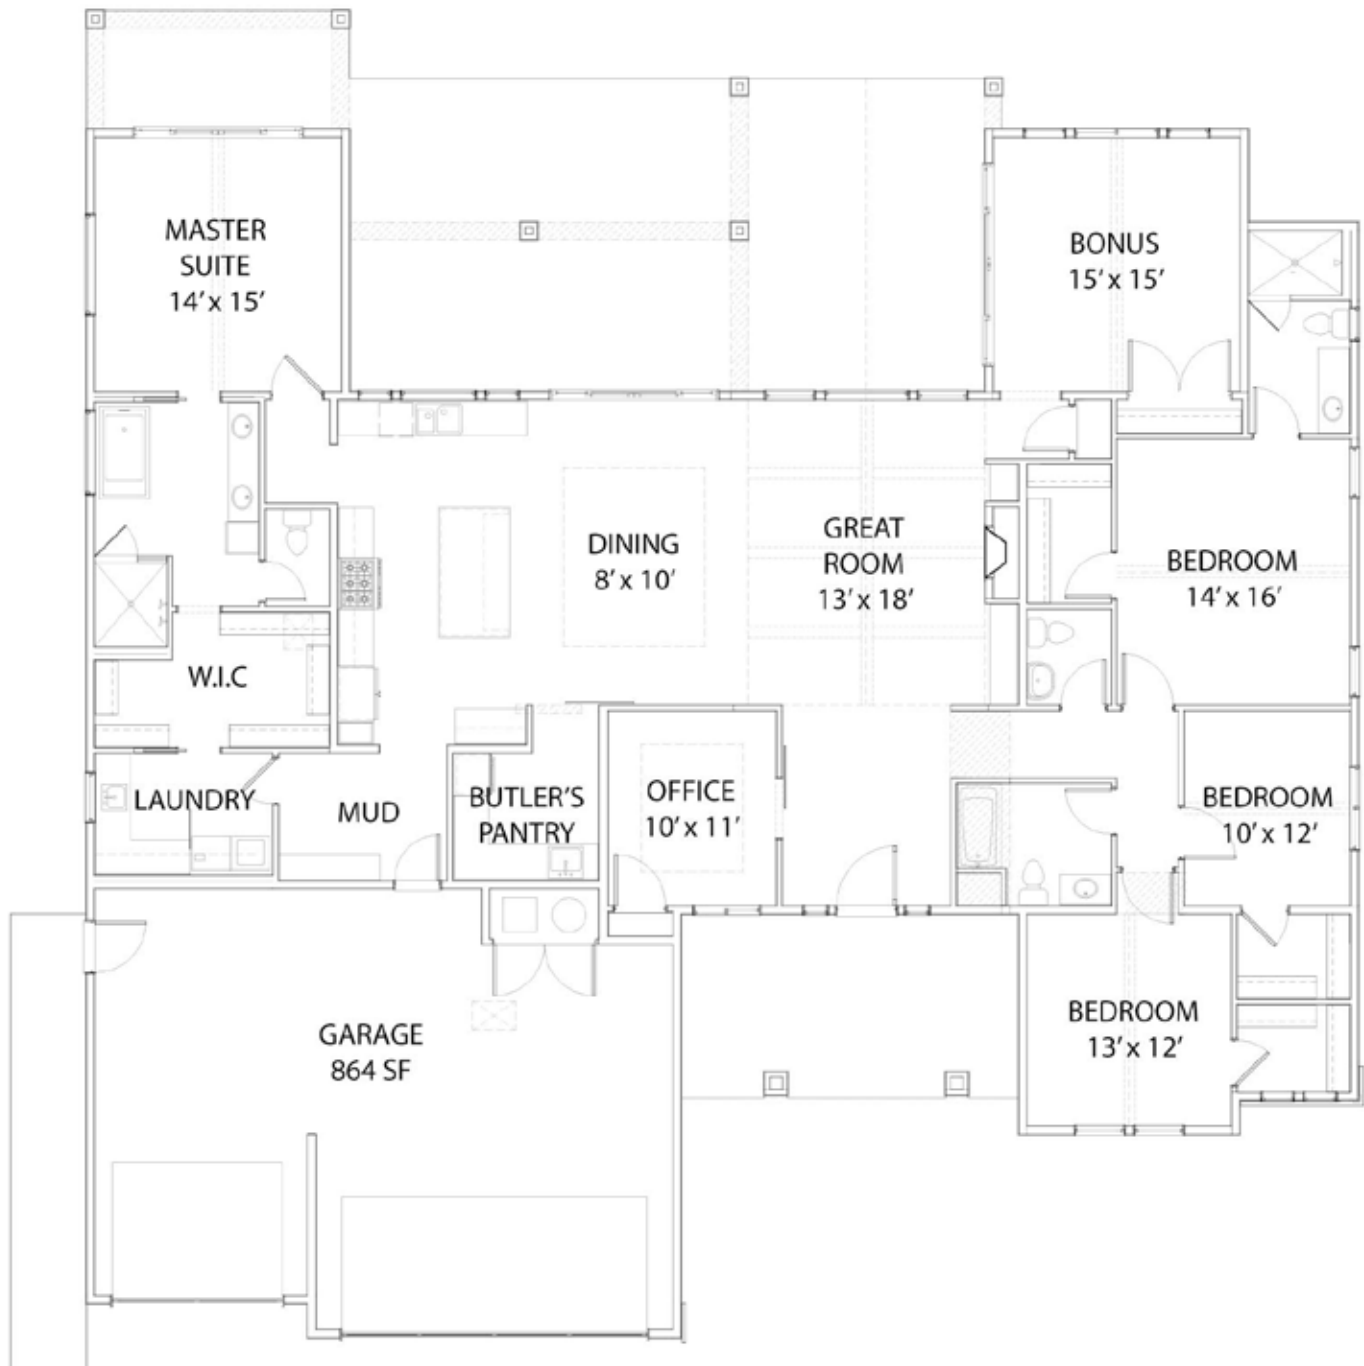 MASTER
SUITE
14' x 15'
BONUS
15' x 15'
DINING
8' x 10'
GREAT
ROOM
13' x 18'
BEDROOM
14' x 16'
W.I.C
LAUNDRY
MUD
BUTLER'S
PANTRY
OFFICE
10' x 11'
BEDROOM
10' x 12'
GARAGE
864 SF
BEDROOM
13' x 12'